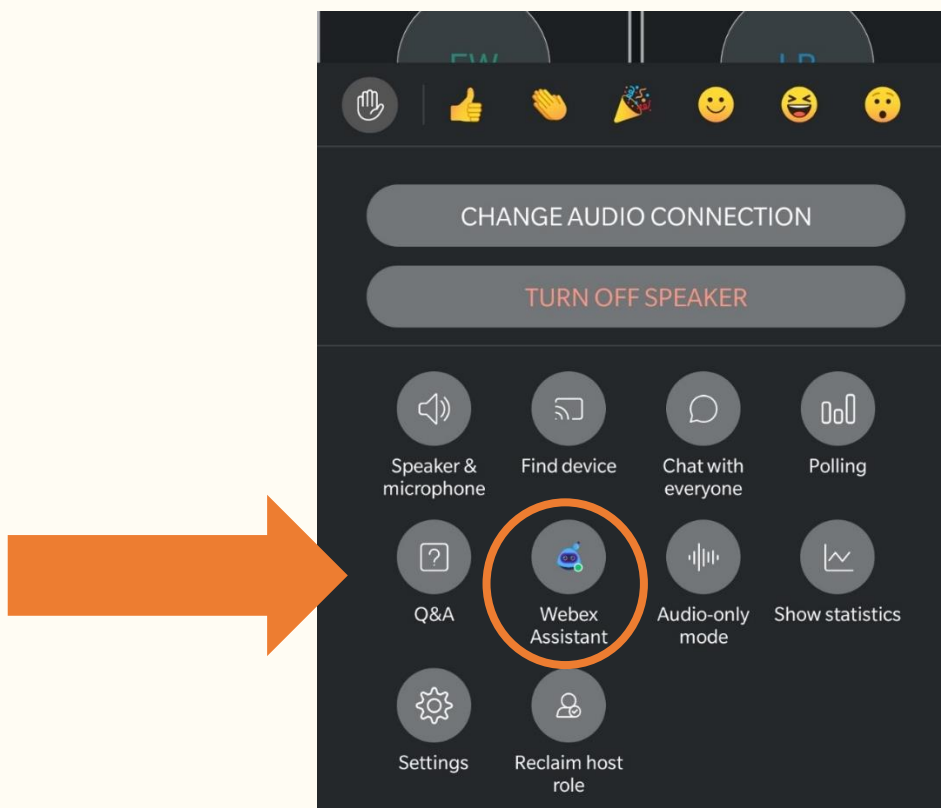 CHANGE AUDIO CONNECTION
TURN OFF SPEAKER
Speaker &
microphone
Find device
Chat with
everyone
Polling
Q&A
Webex
Assistant
Audio-only
mode
Show statistics
Settings
Reclaim host
role